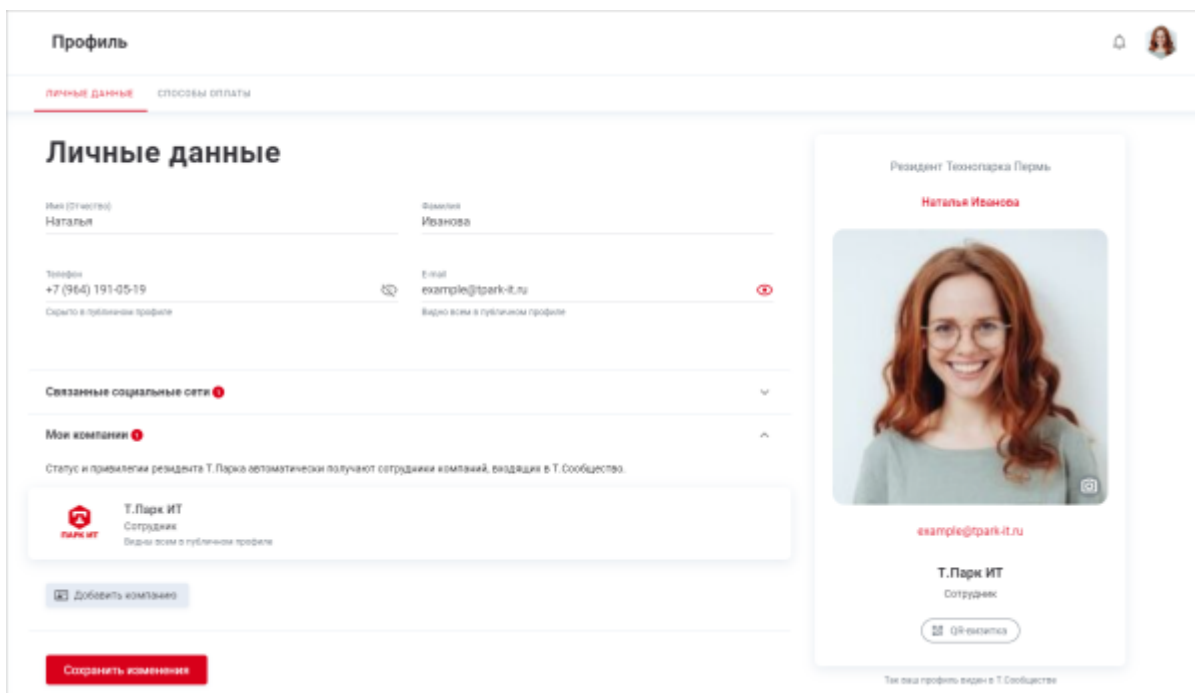 Профиль
ЛИЧНЫЕ ДАННЫЕ СПОСОБЫ ОПЛАТЫ
Личные данные
Имя (Отчество)
Наталья
Фамилия
Иванова
Телефон
+7 (964) 191-05-19
Скрыто в публичном профиле
E-mail
example@tpark-it.ru
Видно всем в публичном профиле
Связанные социальные сети 1
Мои компании 1
Статус и привилегии резидента Т.Парка автоматически получают сотрудники компаний, входящих в Т.Сообщество.
ПАРК ИТ
Т.Парк ИТ
Сотрудник
Видны всем в публичном профиле
Добавить компанию
Сохранить изменения
Резидент Технопарка Пермь
Наталья Иванова
example@tpark-it.ru
Т.Парк ИТ
Сотрудник
QR-визитка
Так ваш профиль виден в Т.Сообществе